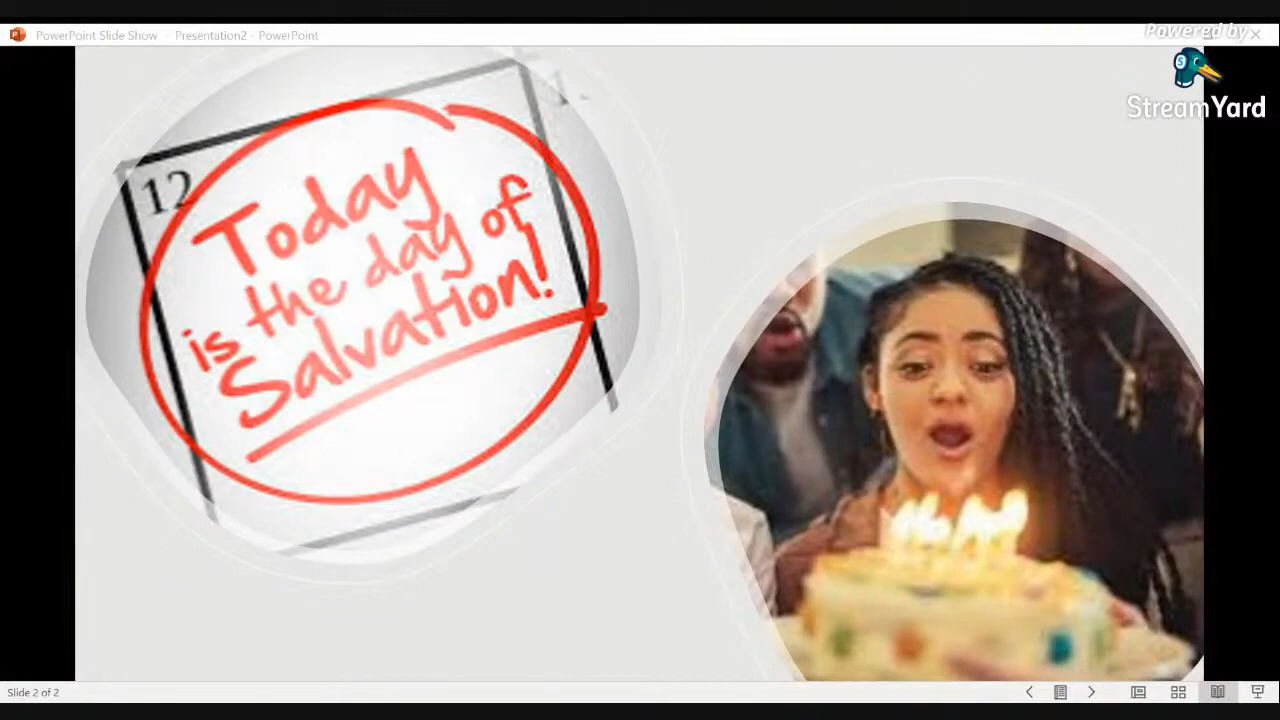 PowerPoint Slide Show - Presentation2 - PowerPoint
Powered by
StreamYard
12
Today
is the day of
Salvation!
Slide 2 of 2